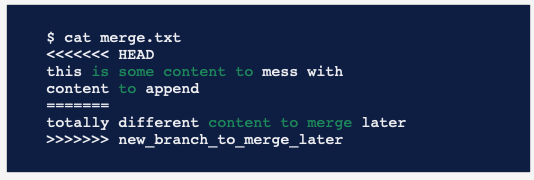 $ cat merge.txt
<<<<<<< HEAD
this is some content to mess with
content to append
=======
totally different content to merge later
>>>>>>> new_branch_to_merge_later